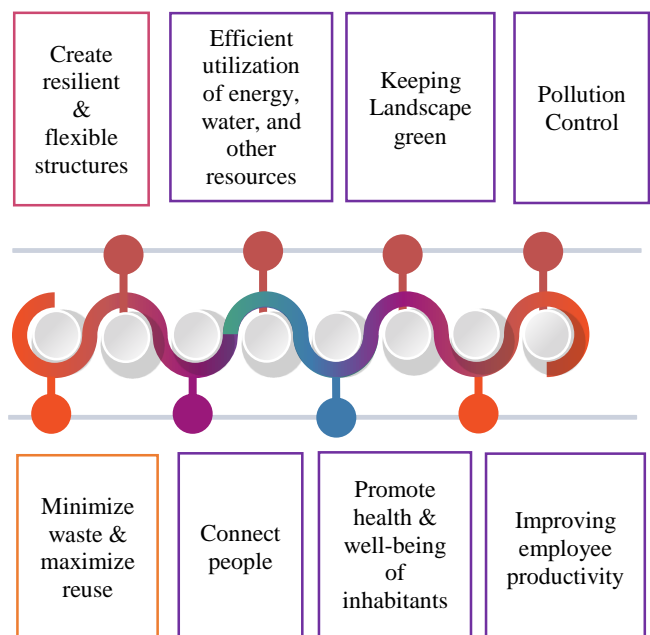 Create
resilient
&
flexible
structures
Efficient
utilization
of energy,
water, and
other
resources
Keeping
Landscape
green
Pollution
Control
Minimize
waste &
maximize
reuse
Connect
people
Promote
health &
well-being
of
inhabitants
Improving
employee
productivity